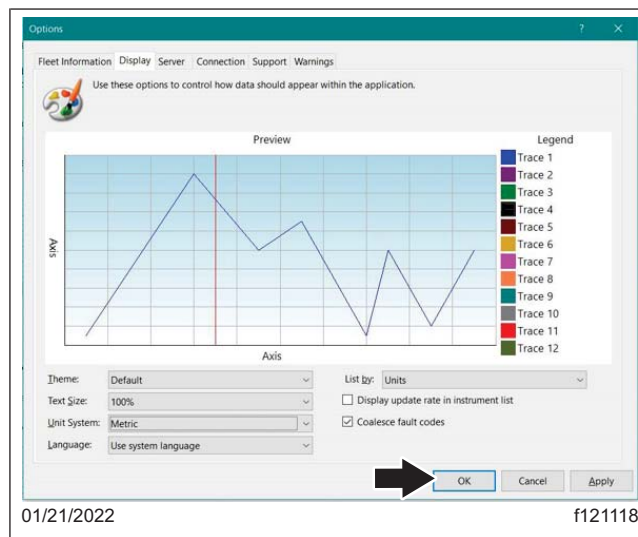 Options
? ×
Fleet Information Display Server Connection Support Warnings
Use these options to control how data should appear within the application.
Preview
Legend
Trace 1
Trace 2
Trace 3
Trace 4
Trace 5
Trace 6
Trace 7
Trace 8
Trace 9
Trace 10
Trace 11
Trace 12
Axis
Axis
Theme: Default
List by: Units
Text Size: 100%
Display update rate in instrument list
Unit System: Metric
Coalesce fault codes
Language: Use system language
OK Cancel Apply
01/21/2022 f121118